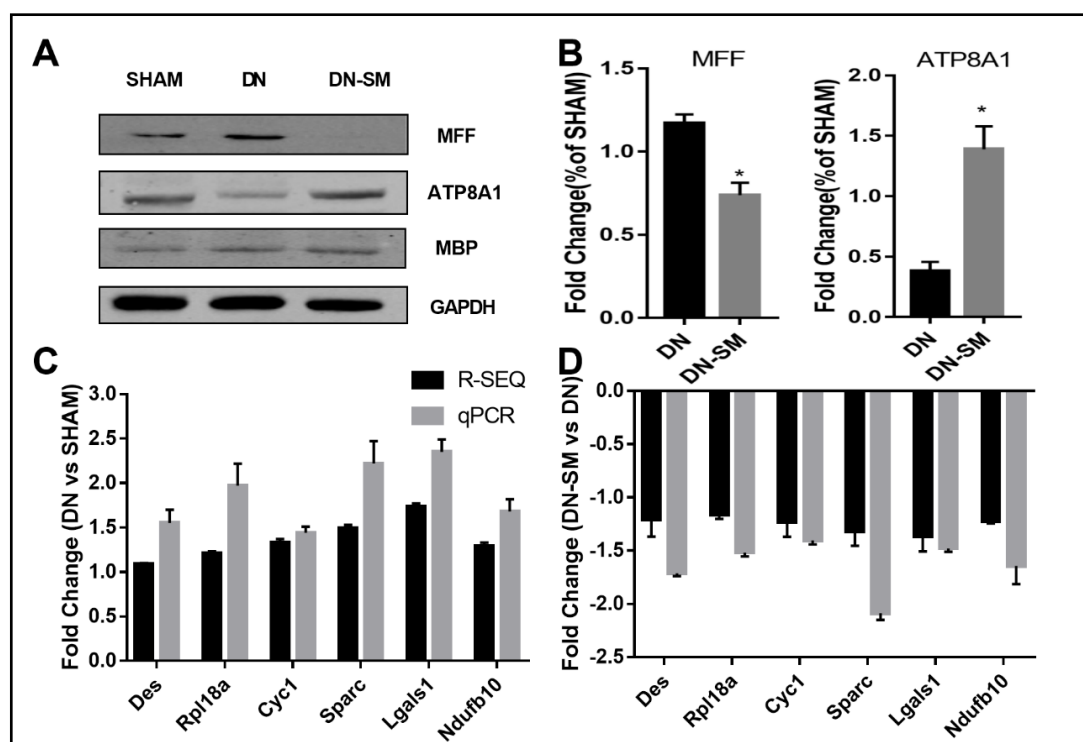 A
SHAM DN DN-SM
MFF
ATP8A1
MBP
GAPDH
B
MFF
Fold Change(%of SHAM)
1.5
1.0
0.5
0.0
*
DN
DN-SM
ATP8A1
Fold Change(%of SHAM)
2.0
1.5
1.0
0.5
0.0
*
DN
DN-SM
C
R-SEQ
qPCR
Fold Change (DN vs SHAM)
3.0
2.5
2.0
1.5
1.0
0.5
0.0
Des
Rpl18a
Cyc1
Sparc
Lgals1
Ndufb10
D
Fold Change (DN-SM vs DN)
0.0
-0.5
-1.0
-1.5
-2.0
-2.5
Des
Rpl18a
Cyc1
Sparc
Lgals1
Ndufb10